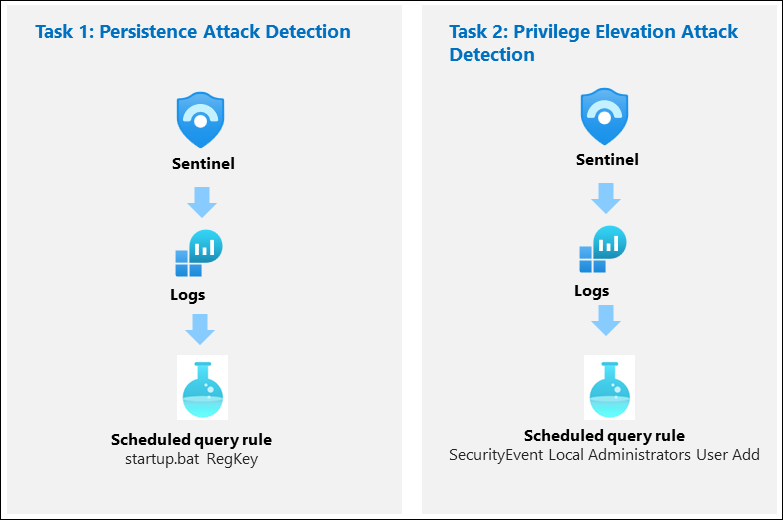 Task 1: Persistence Attack Detection
Sentinel
Logs
Scheduled query rule
startup.bat RegKey
Task 2: Privilege Elevation Attack
Detection
Sentinel
Logs
Scheduled query rule
SecurityEvent Local Administrators User Add